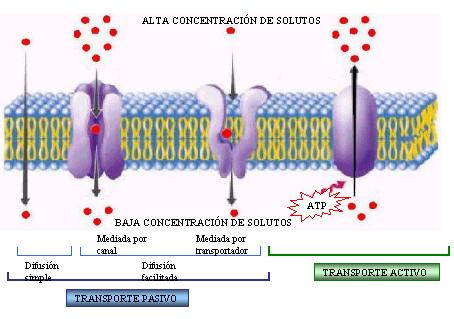 ALTA CONCENTRACIÓN DE SOLUTOS
ATP
BAJA CONCENTRACIÓN DE SOLUTOS
Mediada por
canal
Mediada por
transportador
Difusión
simple
Difusión
facilitada
TRANSPORTE ACTIVO
TRANSPORTE PASIVO